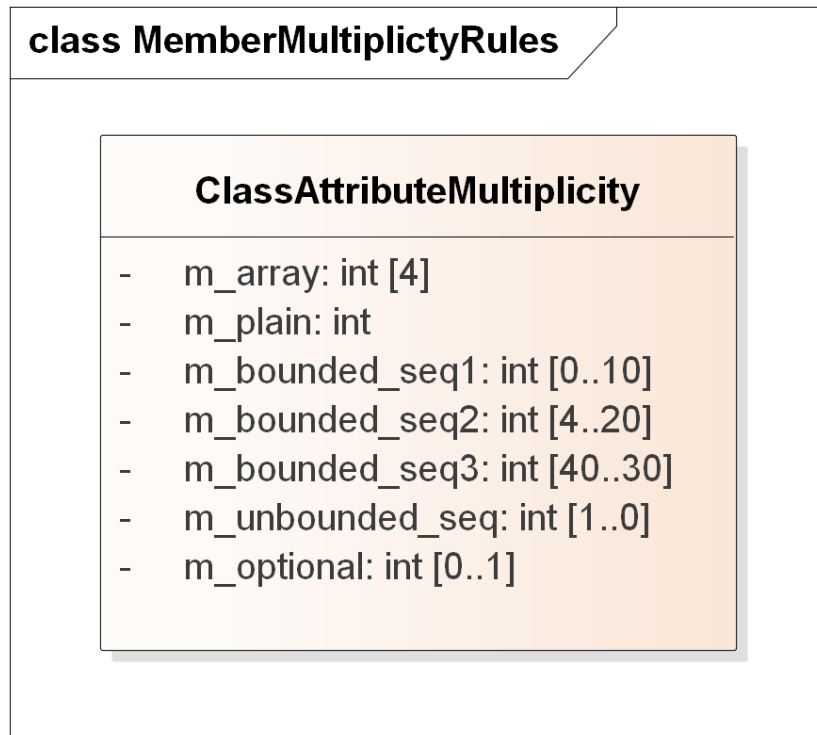 class MemberMultiplictyRules
ClassAttributeMultiplicity
- m_array: int [4]
- m_plain: int
- m_bounded_seq1: int [0..10]
- m_bounded_seq2: int [4..20]
- m_bounded_seq3: int [40..30]
- m_unbounded_seq: int [1..0]
- m_optional: int [0..1]